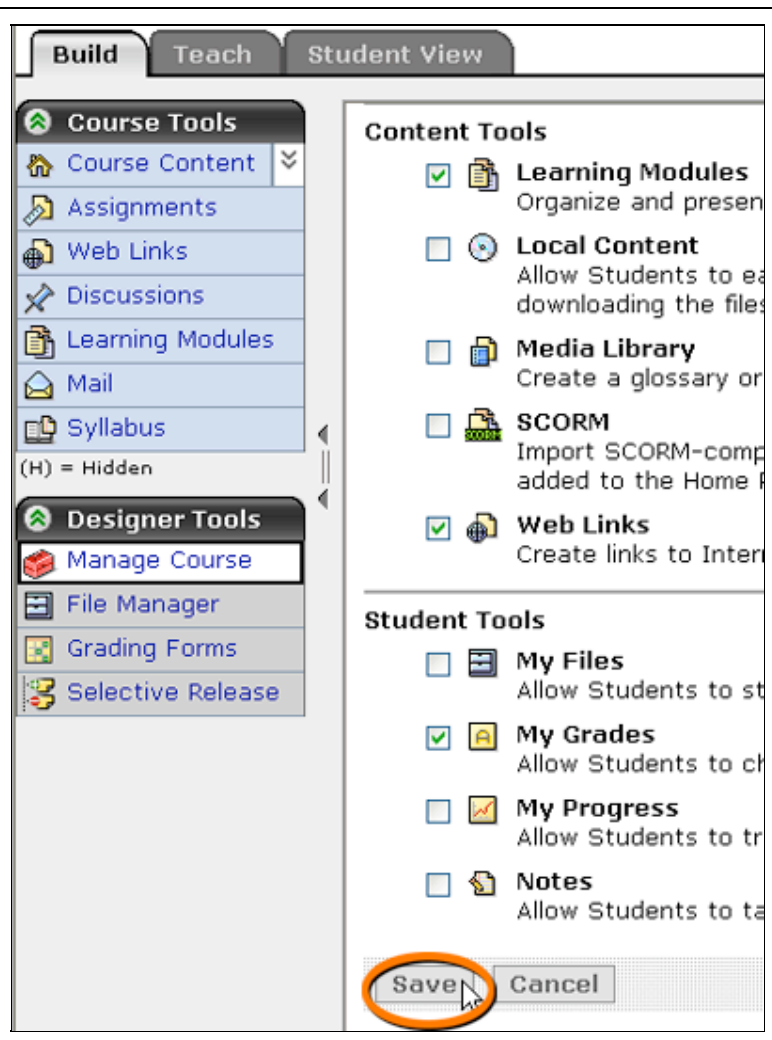 Build Teach Student View
Course Tools
Course Content
Assignments
Web Links
Discussions
Learning Modules
Mail
Syllabus
(H) = Hidden
Designer Tools
Manage Course
File Manager
Grading Forms
Selective Release
Content Tools
Learning Modules
Organize and presen
Local Content
Allow Students to ea
downloading the files
Media Library
Create a glossary or
SCORM
Import SCORM-comp
added to the Home P
Web Links
Create links to Inter
Student Tools
My Files
Allow Students to st
My Grades
Allow Students to ch
My Progress
Allow Students to tr
Notes
Allow Students to ta
Save Cancel